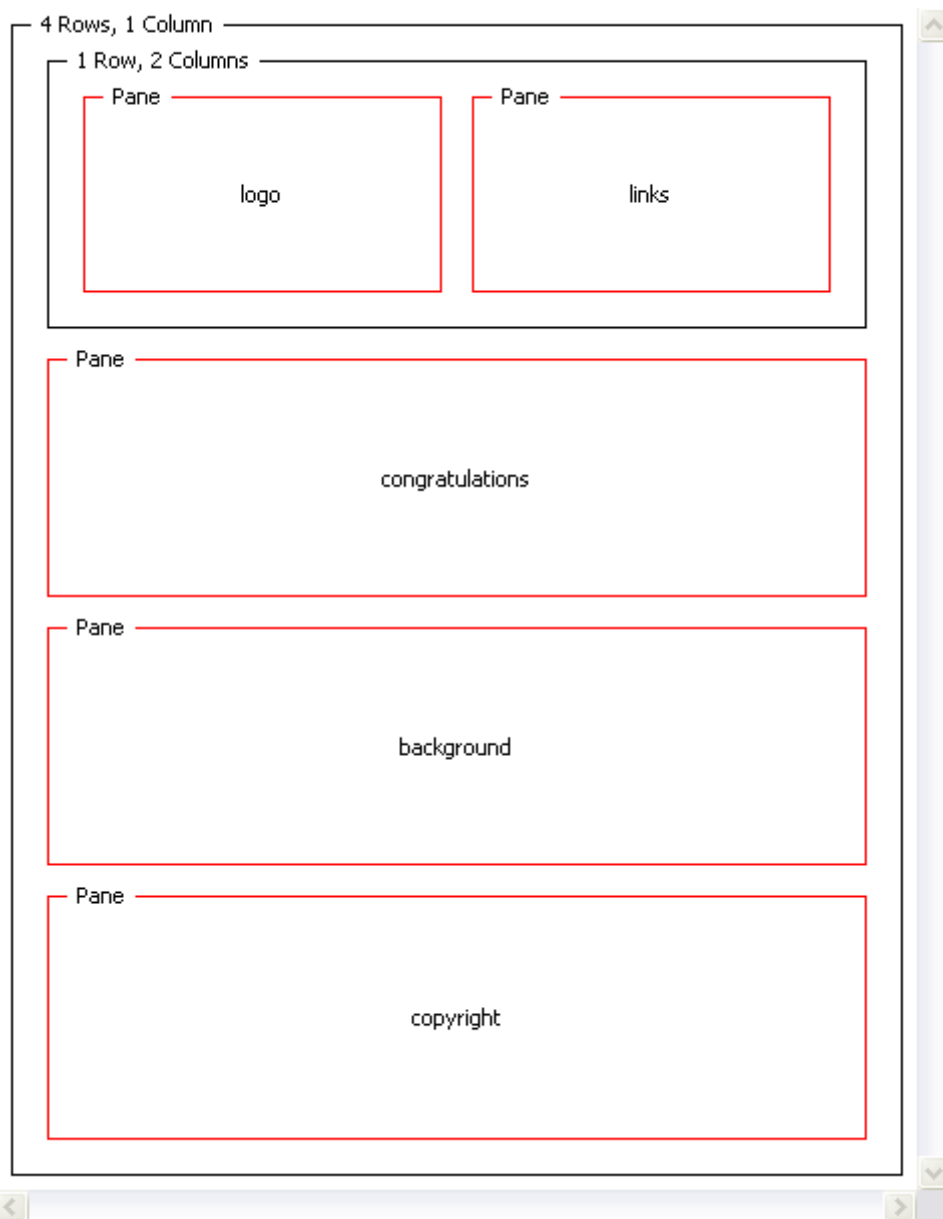 4 Rows, 1 Column
1 Row, 2 Columns
Pane
Pane
logo
links
Pane
congratulations
Pane
background
Pane
copyright